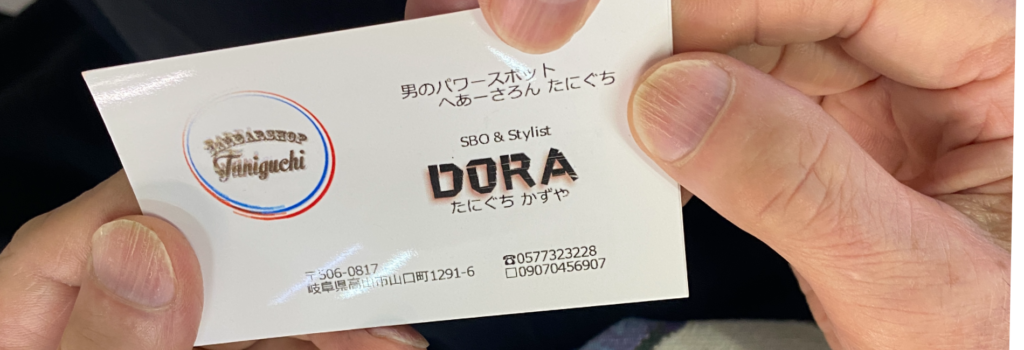 BARBARSHOP
Taniguchi
男のパワースポット
へあーさろん たにぐち
SBO & Stylist
DORA
たにぐち かずや
〒506-0817
岐阜県高山市山口町1291-6
☎0577323228
□09070456907